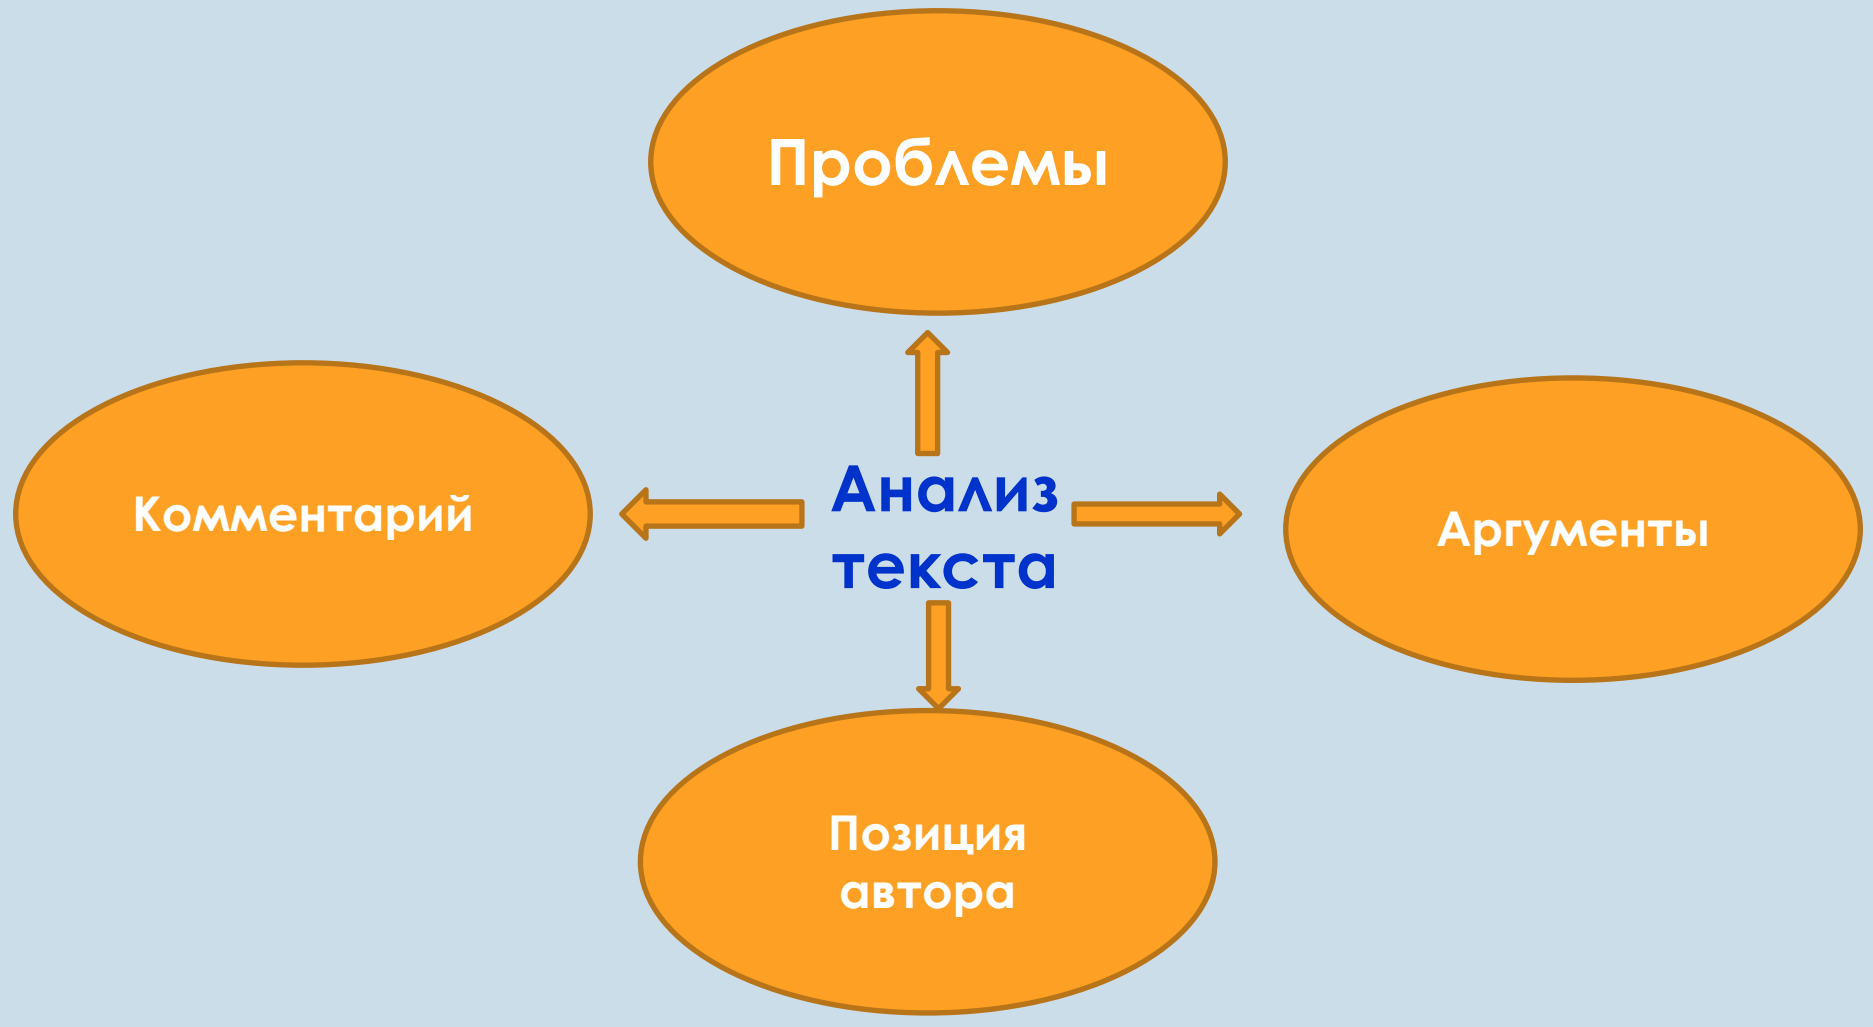 Проблемы
Комментарий
Анализ
текста
Аргументы
Позиция
автора